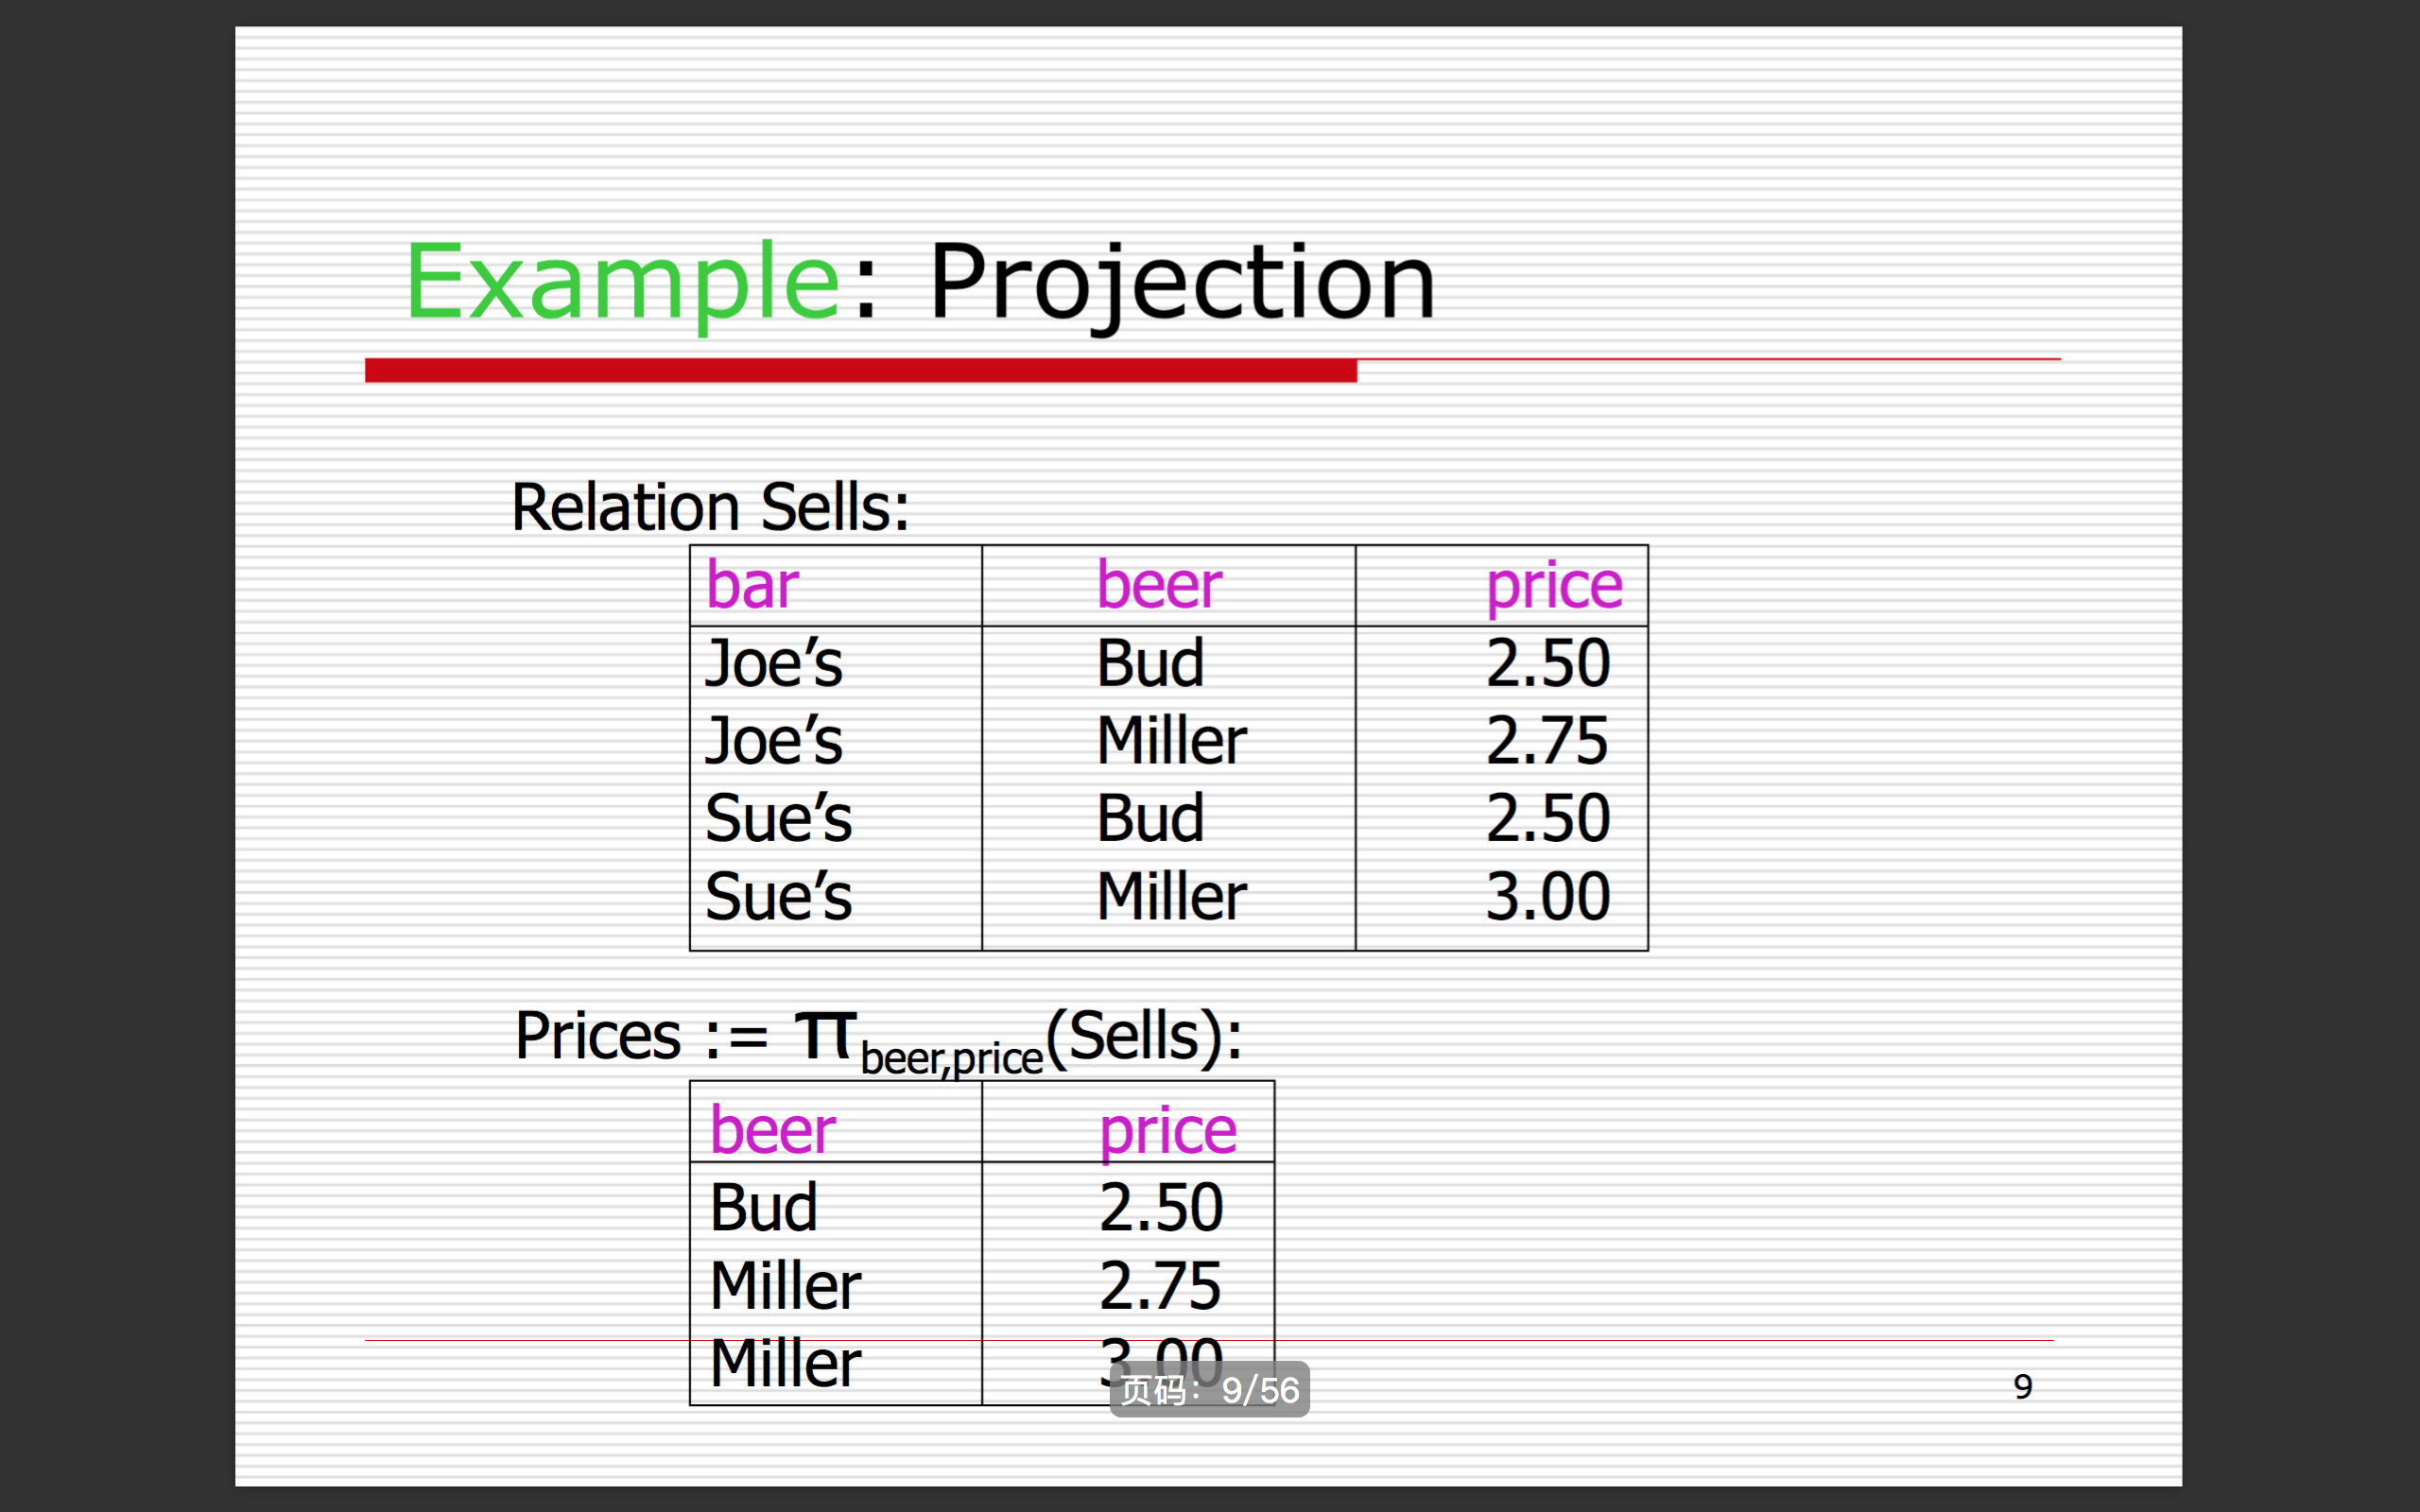 Example: Projection
Relation Sells:
bar beer price
Joe’s Bud 2.50
Joe’s Miller 2.75
Sue’s Bud 2.50
Sue’s Miller 3.00
Prices := π beer,price(Sells):
beer price
Bud 2.50
Miller 2.75
Miller 3.00
页码：9/56
9